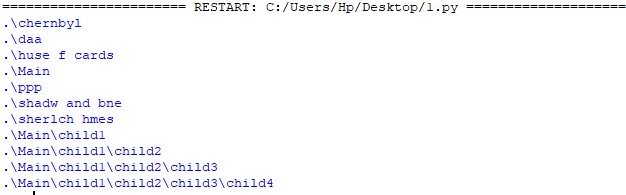 ====================== RESTART: C:/Users/Hp/Desktop/1.py ===================
.\chernbyl
.\daa
.\huse f cards
.\Main
.\ppp
.\shadw and bne
.\sherlch hmes
.\Main\child1
.\Main\child1\child2
.\Main\child1\child2\child3
.\Main\child1\child2\child3\child4